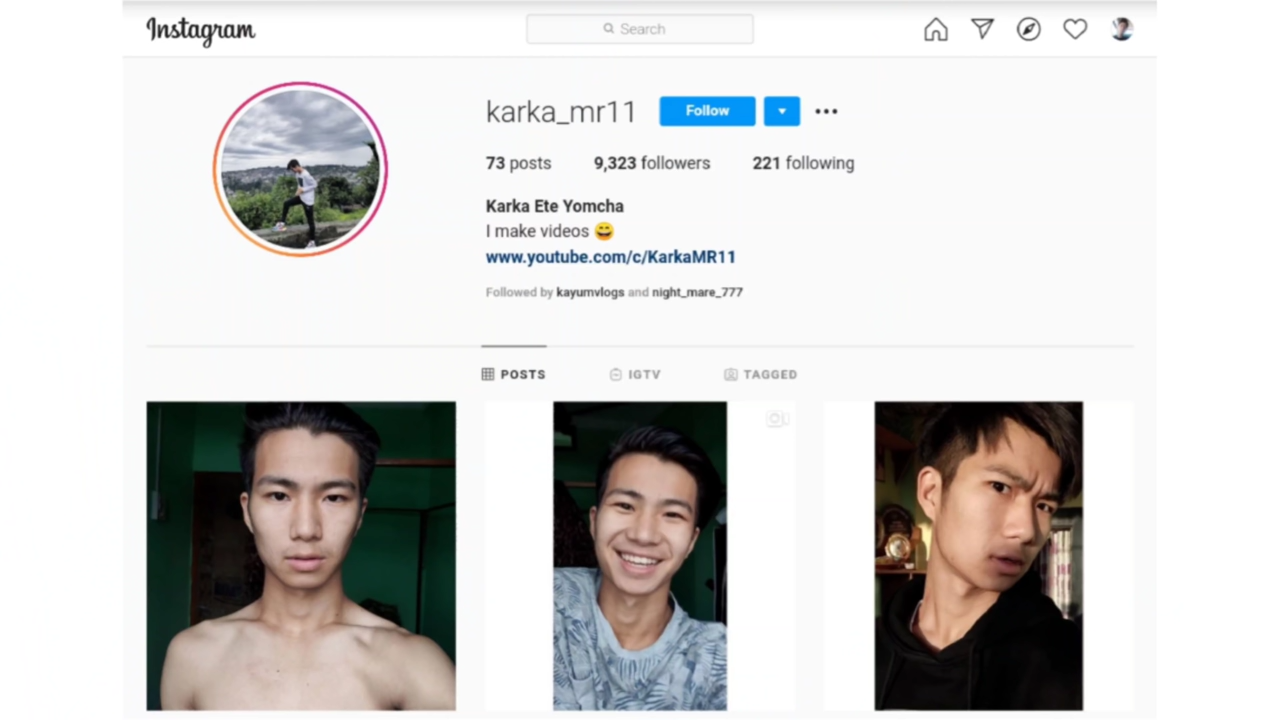 Instagram
Search
karka_mr11 Follow
73 posts 9,323 followers 221 following
Karka Ete Yomcha
I make videos 😄
www.youtube.com/c/KarkaMR11
Followed by kayumvlogs and night_mare_777
POSTS IGTV TAGGED